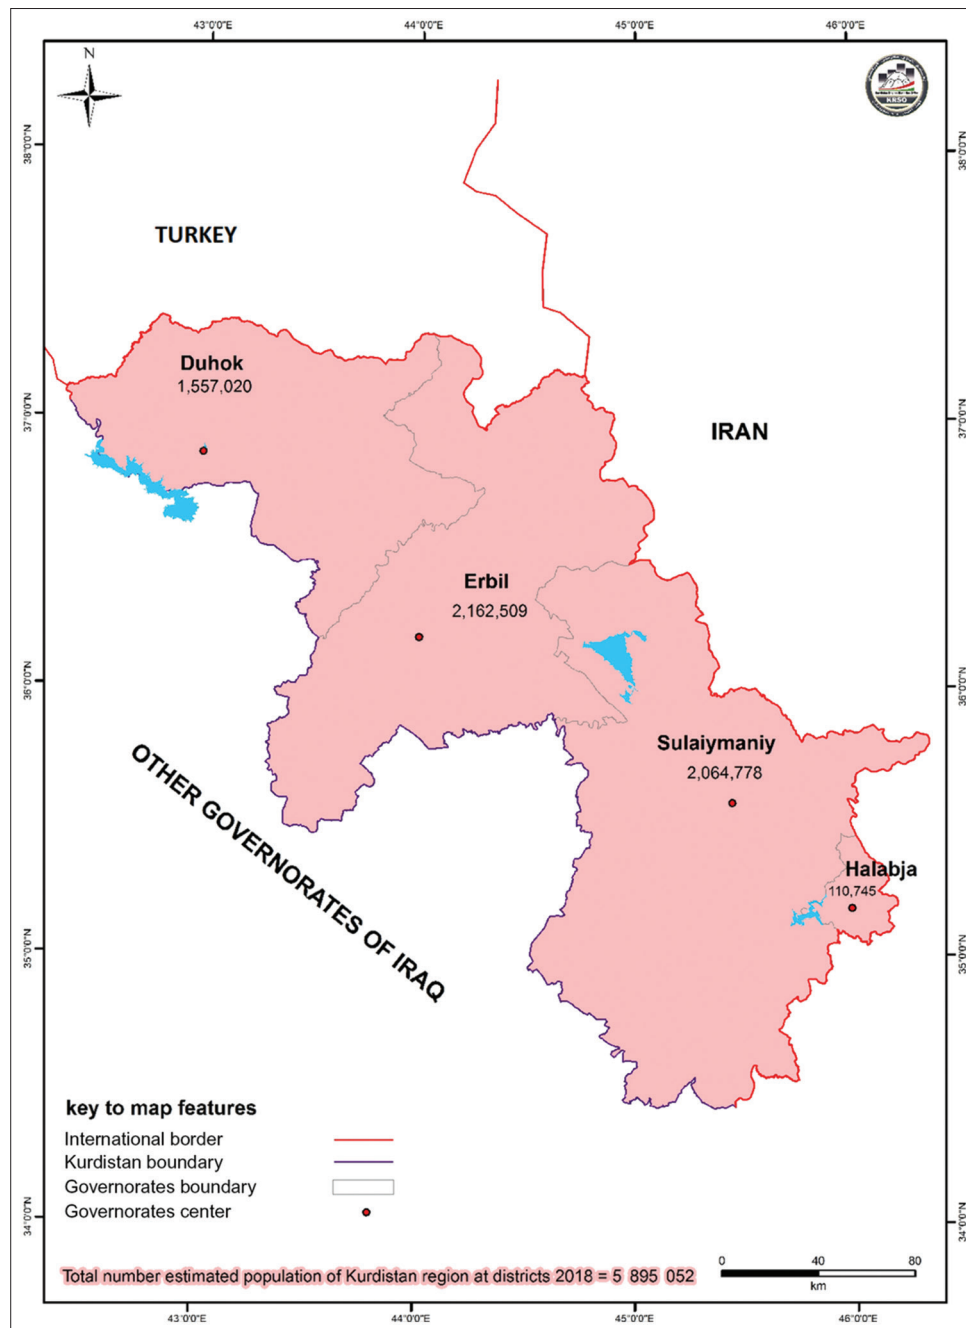 43°0'0"E 44°0'0"E 45°0'0"E 46°0'0"E
N
KRSO
38°0'0"N 38°0'0"N
TURKEY
Duhok
1,557,020
37°0'0"N 37°0'0"N
IRAN
Erbil
2,162,509
36°0'0"N 36°0'0"N
Sulaiymaniy
2,064,778
OTHER GOVERNORATES OF IRAQ
Halabja
110,745
35°0'0"N 35°0'0"N
key to map features
International border
Kurdistan boundary
Governorates boundary
Governorates center
34°0'0"N 34°0'0"N
Total number estimated population of Kurdistan region at districts 2018 = 5 895 052
0 40 80
km
43°0'0"E 44°0'0"E 45°0'0"E 46°0'0"E